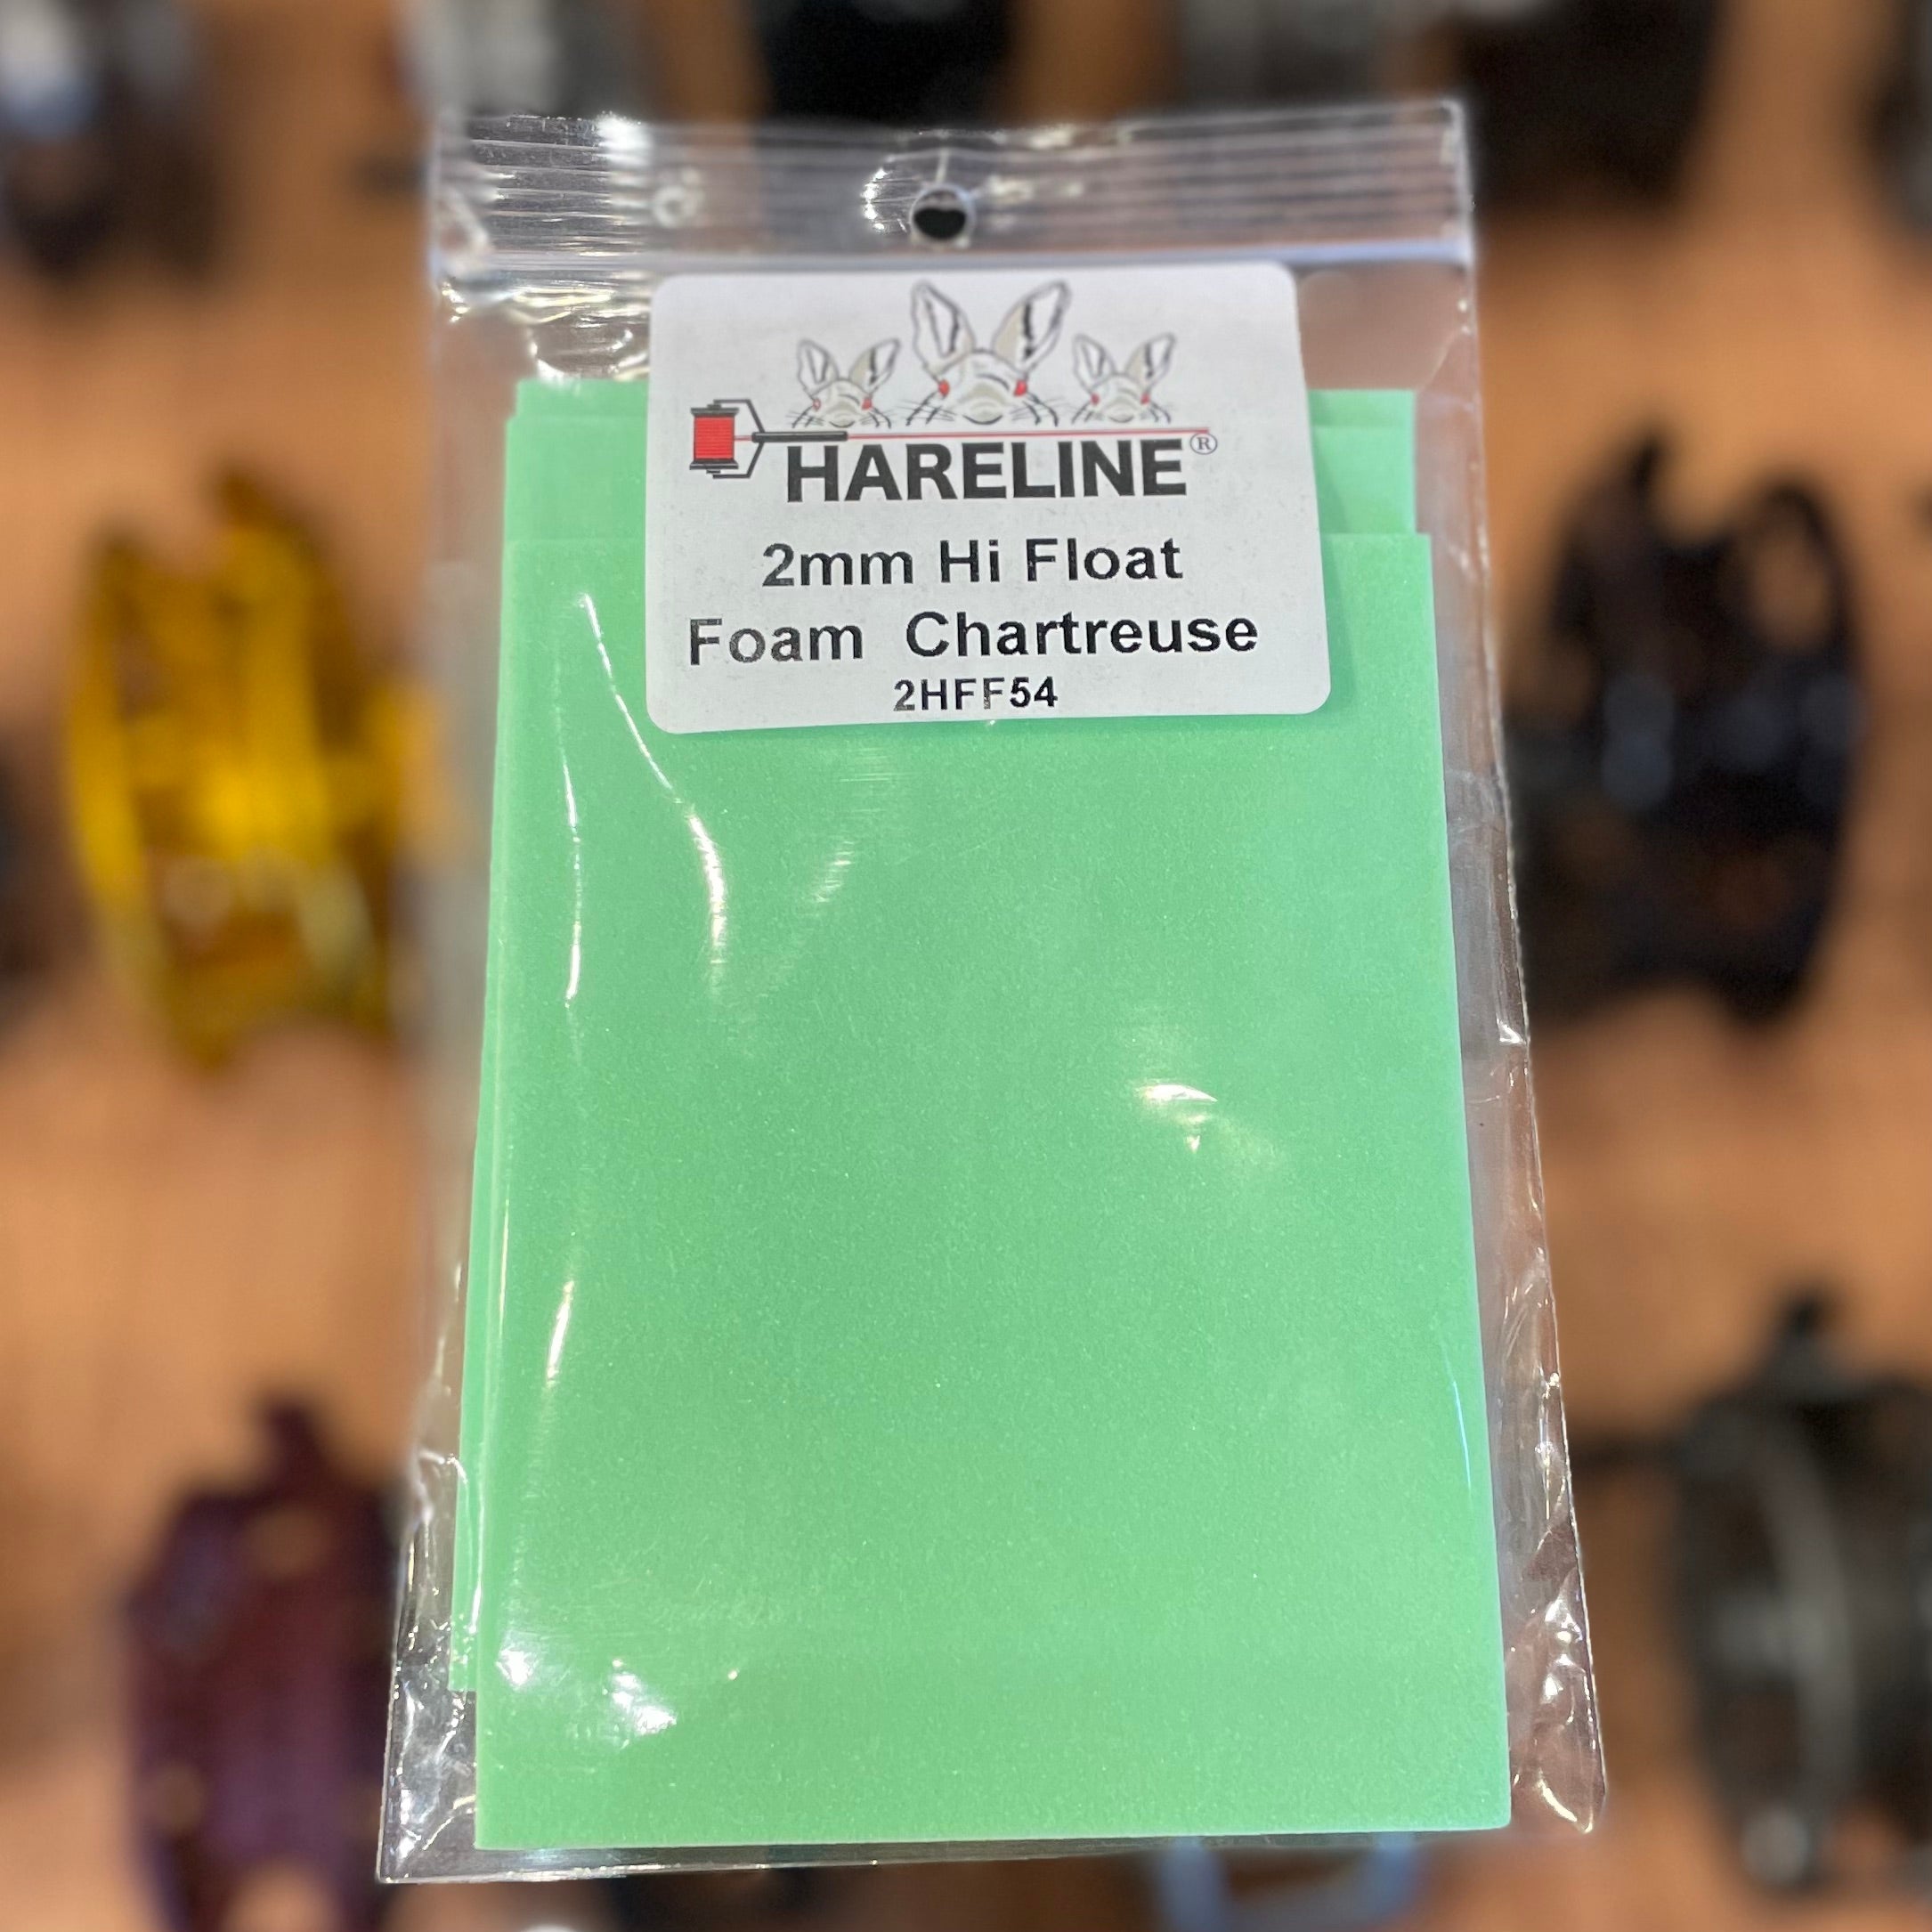 HARELINE®
2mm Hi Float
Foam Chartreuse
2HFF54